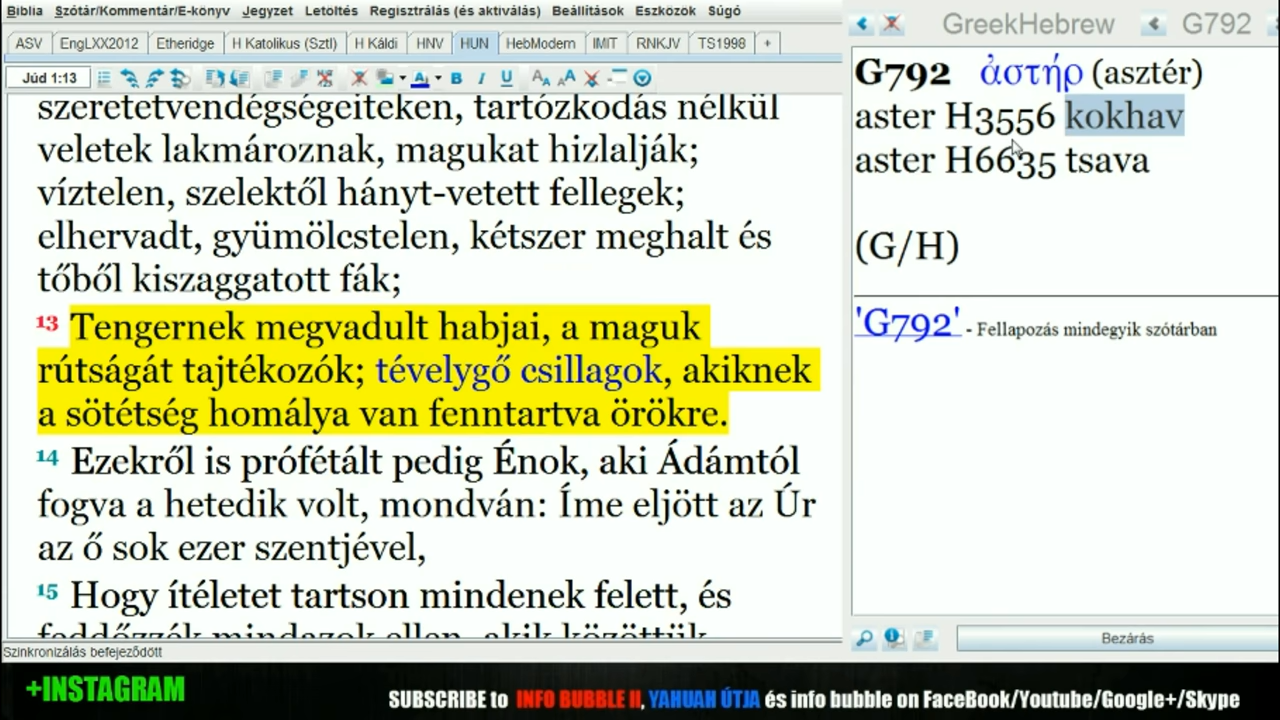 Biblia Szótár/Kommentár/E-könyv Jegyzet Letöltés Regisztrálás (és aktiválás) Beállítások Eszközök Súgó
ASV EngLXX2012 Etheridge H Katolikus (Sztl) H Káldi HNV HUN HebModern IMIT RNKJV TS1998 +
Júd 1:13
szeretetvendégségeiteken, tartózkodás nélkül
veletek lakmároznak, magukat hizlalják;
víztelen, szelektől hányt-vetett fellegek;
elhervadt, gyümölcstelen, kétszer meghalt és
tőből kiszaggatott fák;
13 Tengernek megvadult habjai, a maguk
rútságát tajtékozók; tévelygő csillagok, akiknek
a sötétség homálya van fenntartva örökre.
14 Ezekről is prófétált pedig Énok, aki Ádámtól
fogva a hetedik volt, mondván: Íme eljött az Úr
az ő sok ezer szentjével,
15 Hogy ítéletet tartson mindenek felett, és
feddőzzék mindazok ellen, akik közöttük
Szinkronizálás befejeződött
GreekHebrew G792
G792 ἀστήρ (asztér)
aster H3556 kokhav
aster H6635 tsava
(G/H)
'G792' - Fellapozás mindegyik szótárban
Bezárás
+INSTAGRAM
SUBSCRIBE to INFO BUBBLE II, YAHUAH ÚTJA és info bubble on FaceBook/Youtube/Google+/Skype